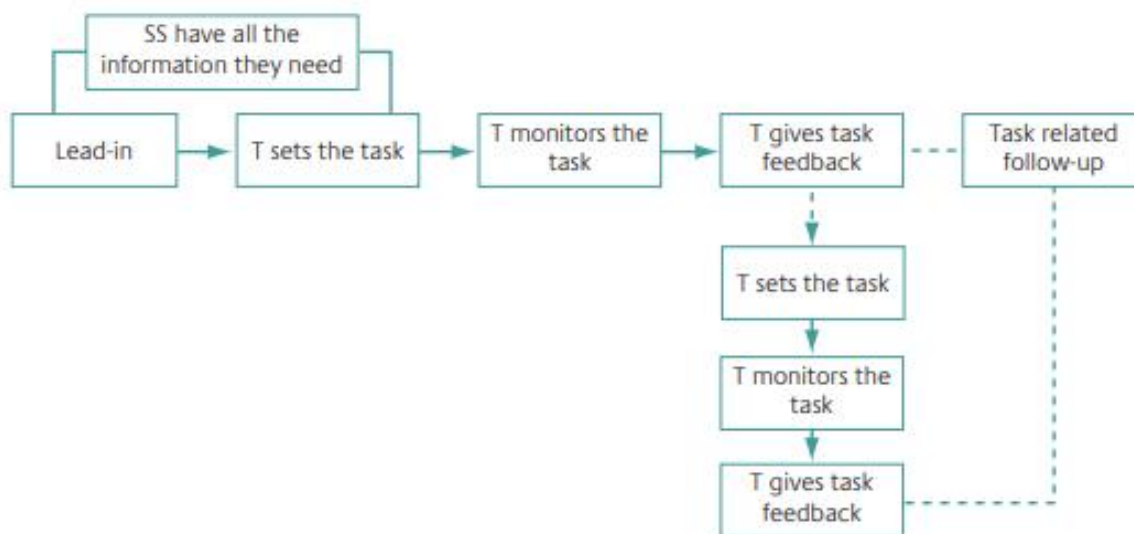 SS have all the
information they need
Lead-in
T sets the task
T monitors the
task
T gives task
feedback
Task related
follow-up
T sets the task
T monitors the
task
T gives task
feedback